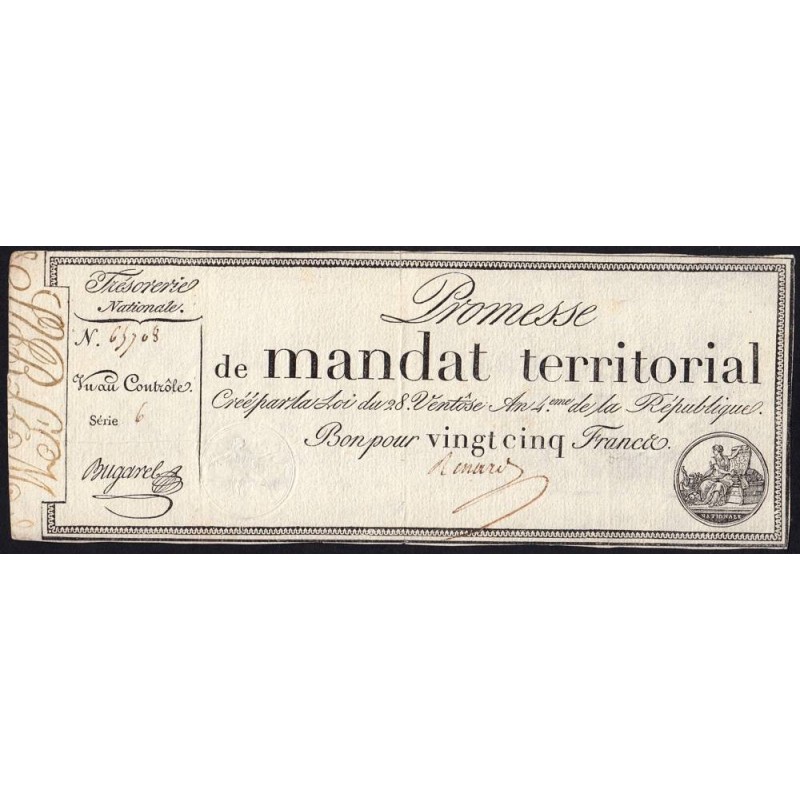 Trésorerie
Nationale.
N. 65708
Vu au Contrôle.
Série 6
Bugarel
Promesse
de mandat territorial
Créé par la Loi du 28. Ventôse An 4.eme de la République.
Bon pour vingt cinq Francs.
Renard
NATIONALE